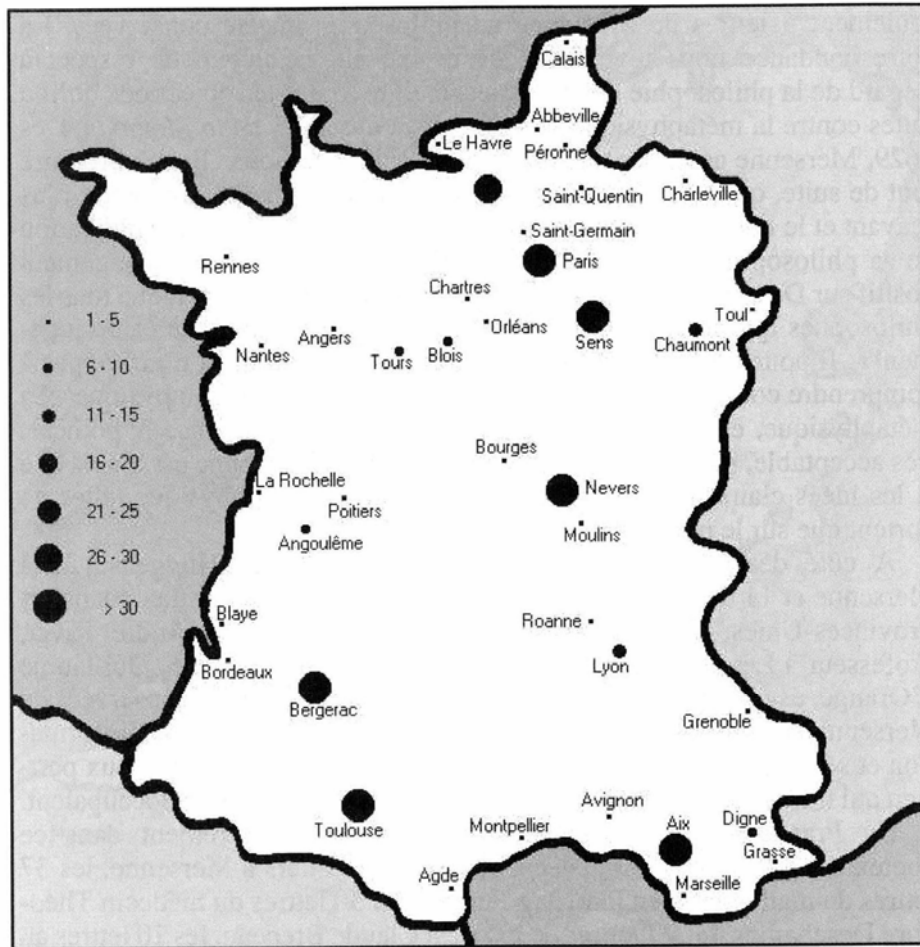 Calais
Abbeville
Le Havre
Péronne
Saint-Quentin
Charleville
Saint-Germain
Rennes
Paris
Chartres
Orléans
Toul
1 - 5
Angers
Sens
Nantes
Tours
Blois
Chaumont
6 - 10
11 - 15
Bourges
16 - 20
La Rochelle
Nevers
21 - 25
Poitiers
Moulins
Angoulême
26 - 30
> 30
Blaye
Roanne
Bordeaux
Lyon
Bergerac
Grenoble
Avignon
Toulouse
Montpellier
Aix
Digne
Grasse
Agde
Marseille